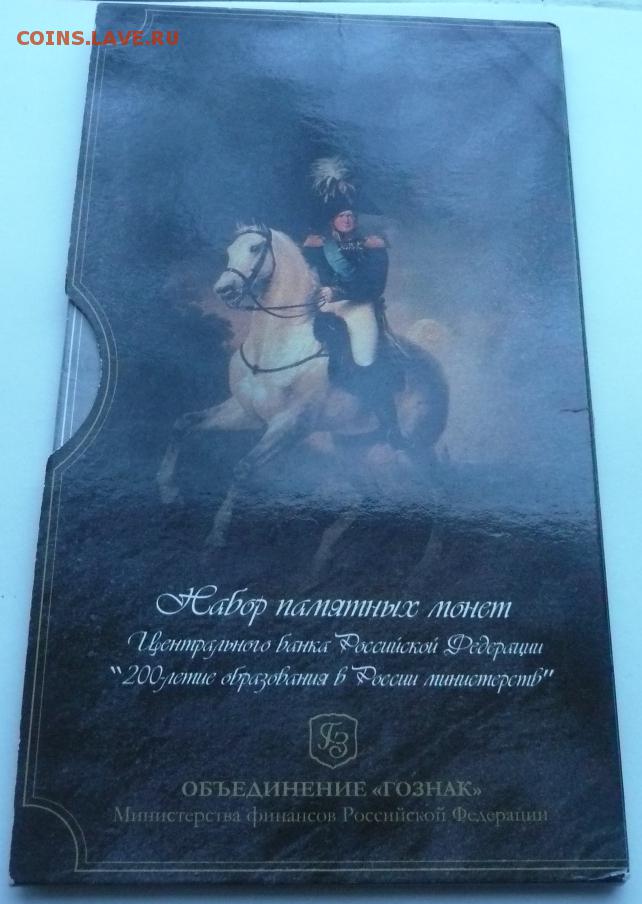 COINS.LAVE.RU
Набор памятных монет
Центрального банка Российской Федерации
"200-летие образования в России министерств"
ГЗ
ОБЪЕДИНЕНИЕ «ГОЗНАК»
Министерства финансов Российской Федерации